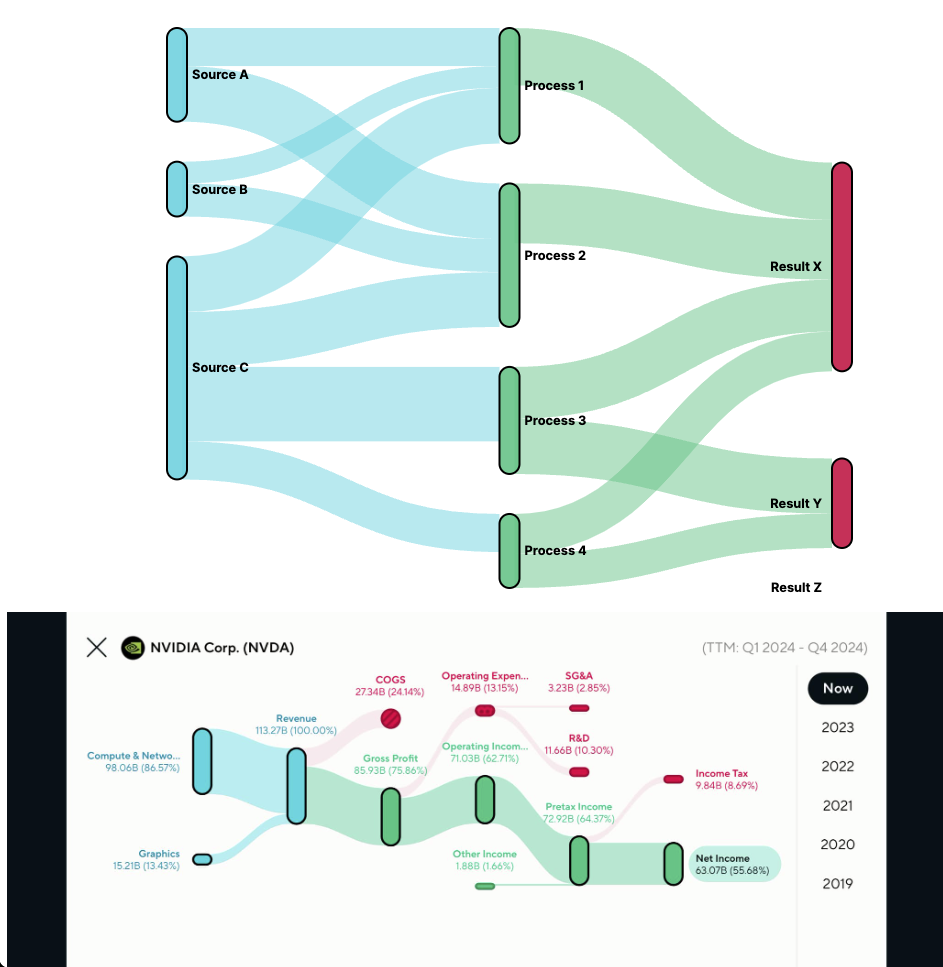 Source A
Process 1
Source B
Process 2
Result X
Source C
Process 3
Result Y
Process 4
Result Z
NVIDIA Corp. (NVDA)
(TTM: Q1 2024 - Q4 2024)
COGS
27.34B (24.14%)
Operating Expen...
14.89B (13.15%)
SG&A
3.23B (2.85%)
Now
Revenue
113.27B (100.00%)
2023
Compute & Netwo...
98.06B (86.57%)
Gross Profit
85.93B (75.86%)
Operating Incom...
71.03B (62.71%)
R&D
11.66B (10.30%)
Income Tax
9.84B (8.69%)
2022
2021
Pretax Income
72.92B (64.37%)
2020
Graphics
15.21B (13.43%)
Other Income
1.88B (1.66%)
Net Income
63.07B (55.68%)
2019